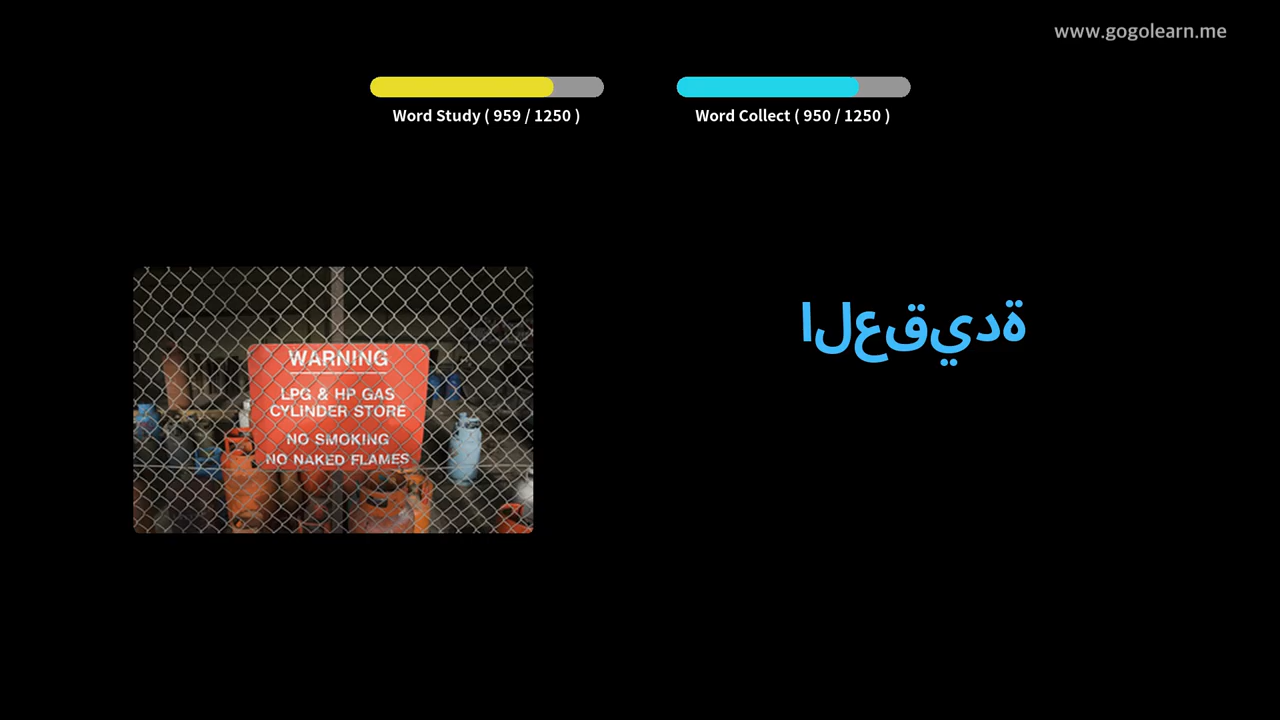 www.gogolearn.me
Word Study ( 959 / 1250 )
Word Collect ( 950 / 1250 )
WARNING
LPG & HP GAS
CYLINDER STORE
NO SMOKING
NO NAKED FLAMES
العقيدة